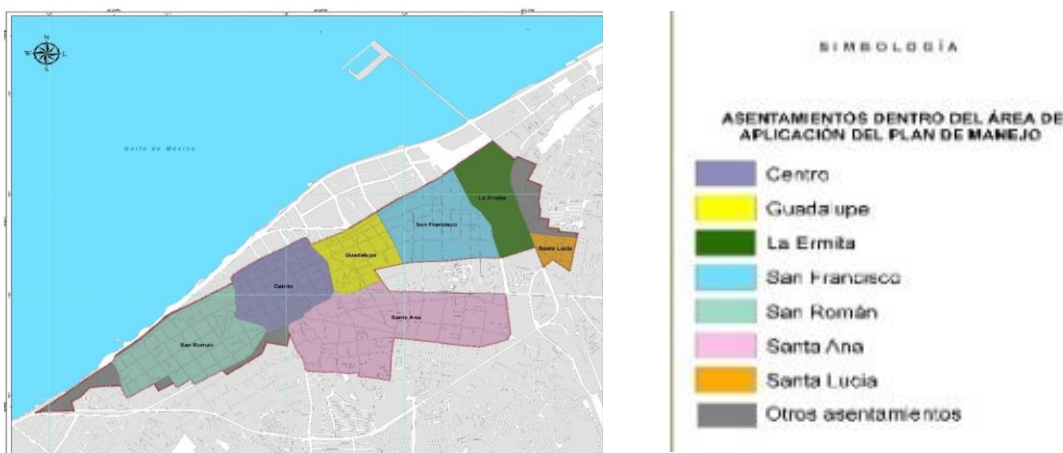 N
W
L
S
Golfo de México
La Ermita
San Francisco
Santa Lucía
Guadalupe
Centro
Santa Ana
San Román
SIMBOLOGÍA
ASENTAMIENTOS DENTRO DEL ÁREA DE
APLICACIÓN DEL PLAN DE MANEJO
Centro
Guadalupe
La Ermita
San Francisco
San Román
Santa Ana
Santa Lucia
Otros asentamientos